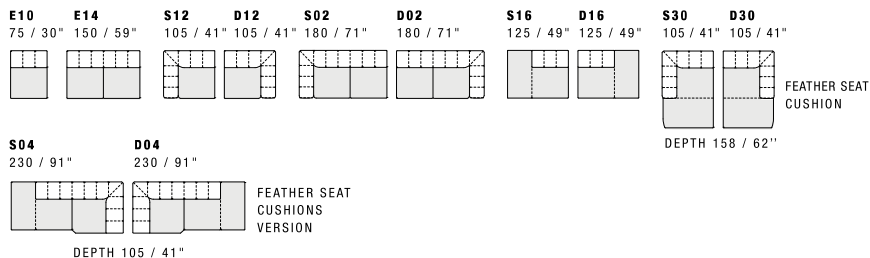 E10 E14 S12 D12 S02 D02 S16 D16 S30 D30
75 / 30" 150 / 59" 105 / 41" 105 / 41" 180 / 71" 180 / 71" 125 / 49" 125 / 49" 105 / 41" 105 / 41"
FEATHER SEAT
CUSHION
DEPTH 158 / 62''
S04 D04
230 / 91" 230 / 91"
FEATHER SEAT
CUSHIONS
VERSION
DEPTH 105 / 41"